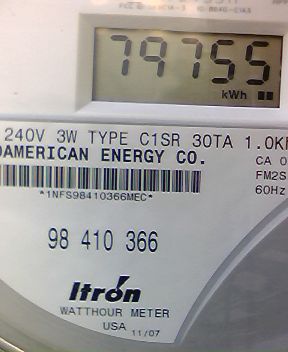 79755
kWh
240V 3W TYPE C1SR 30TA 1.0
AMERICAN ENERGY CO.
CA 0
FM2S
*1NFS98410366MEC*
60Hz
98 410 366
Itron
WATTHOUR METER
USA 11/07